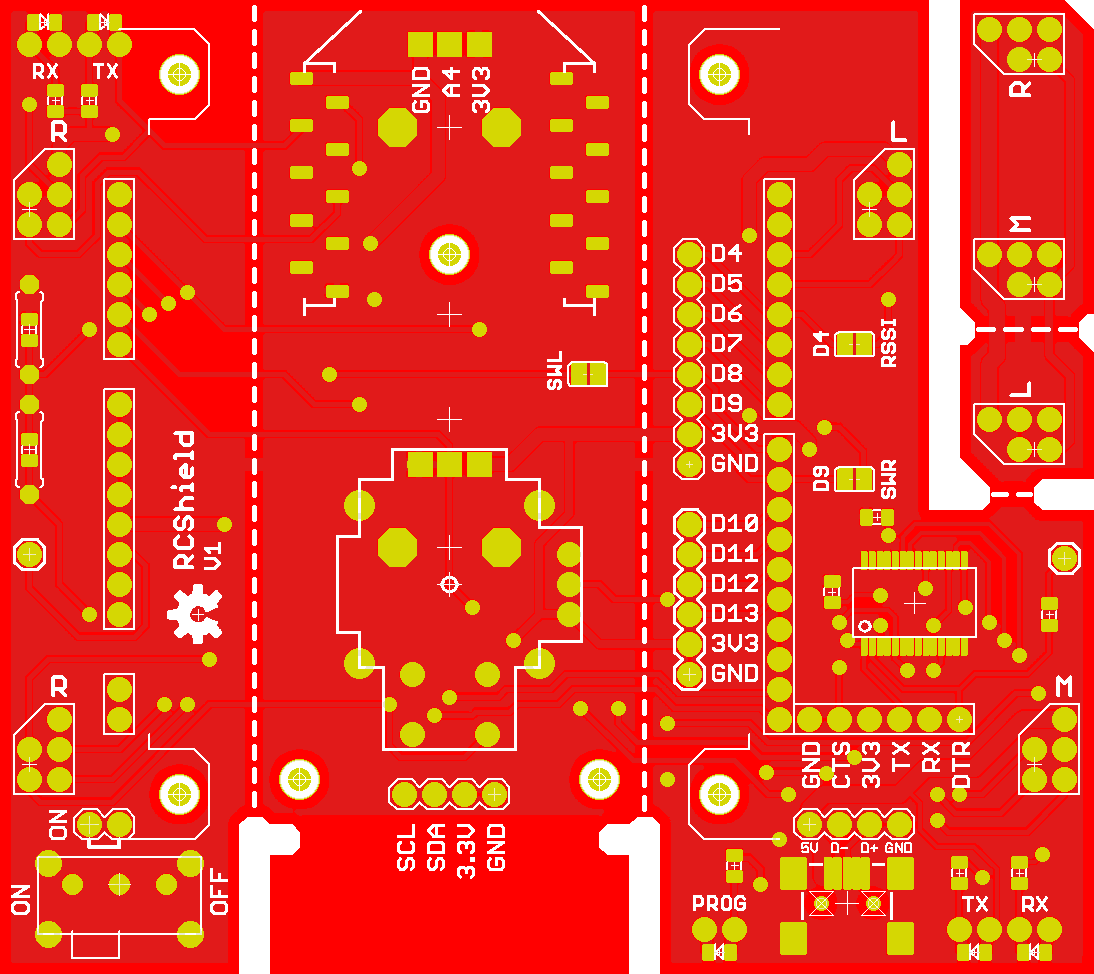 RX TX
GND
A4
3V3
R
R
L
M
D4
D5
D6
D7
D8
D9
3V3
GND
D4
RSSI
SWL
L
D9
SWR
RCShield
V1
D10
D11
D12
D13
3V3
GND
R
M
GND
CTS
3V3
TX
RX
DTR
ON
SCL
SDA
3.3V
GND
5V D- D+ GND
ON
OFF
PROG
TX RX